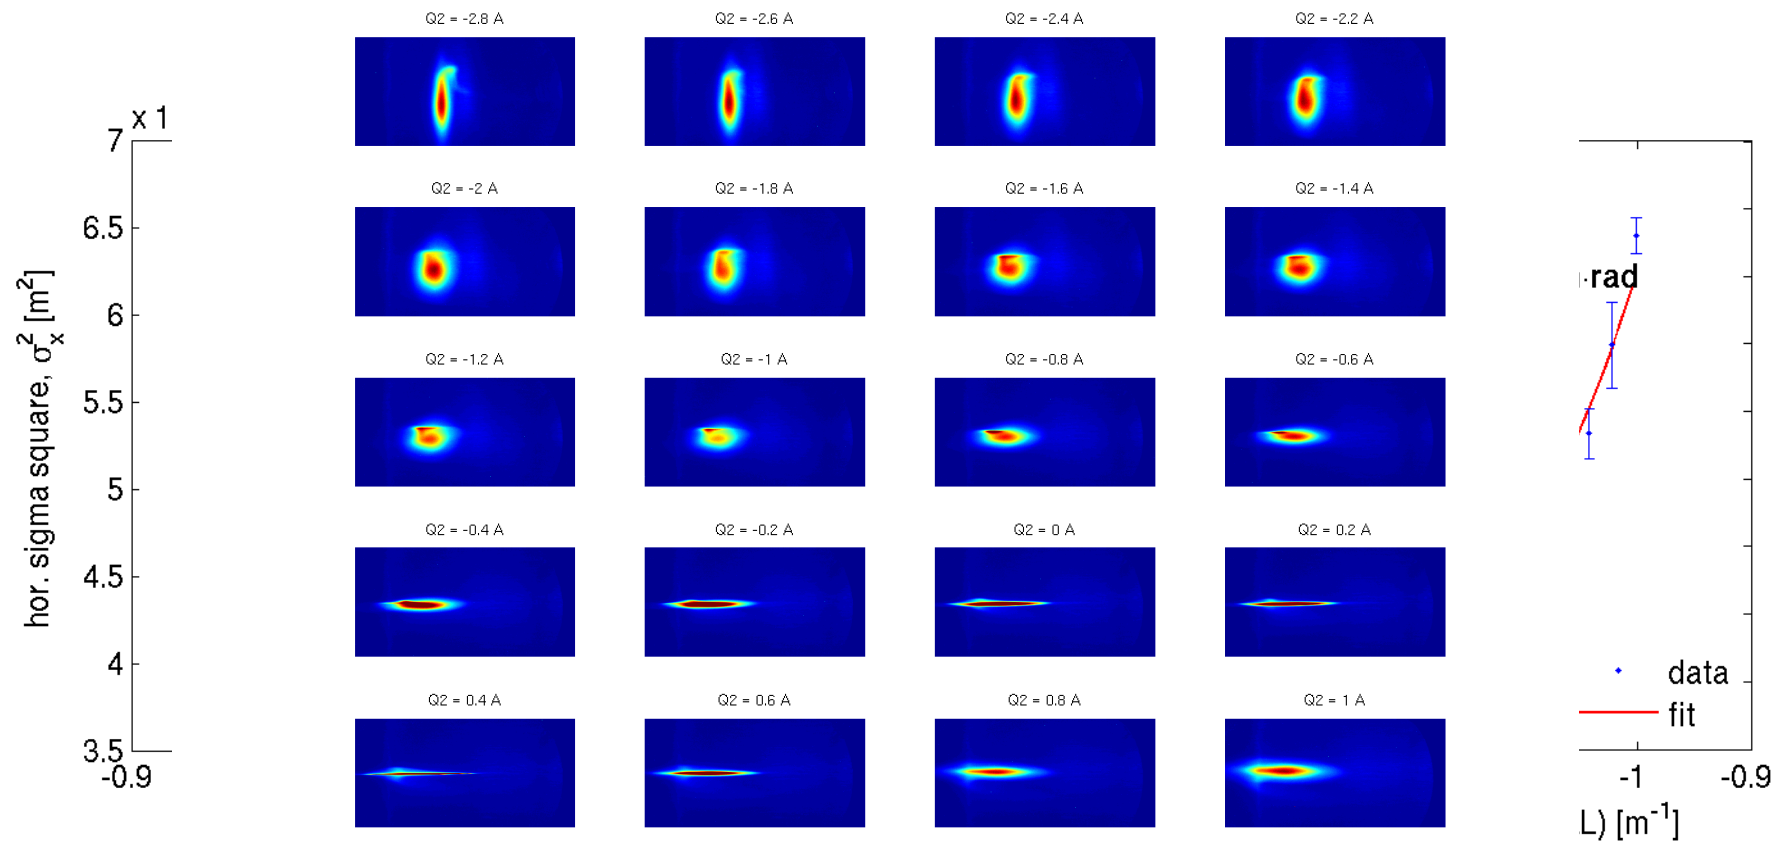 Q2 = -2.8 A
Q2 = -2.6 A
Q2 = -2.4 A
Q2 = -2.2 A
x 1
7
6.5
6
5.5
5
4.5
4
3.5
-0.9
hor. sigma square, σx2 [m2]
Q2 = -2 A
Q2 = -1.8 A
Q2 = -1.6 A
Q2 = -1.4 A
·rad
Q2 = -1.2 A
Q2 = -1 A
Q2 = -0.8 A
Q2 = -0.6 A
Q2 = -0.4 A
Q2 = -0.2 A
Q2 = 0 A
Q2 = 0.2 A
data
fit
Q2 = 0.4 A
Q2 = 0.6 A
Q2 = 0.8 A
Q2 = 1 A
-1
-0.9
L) [m-1]